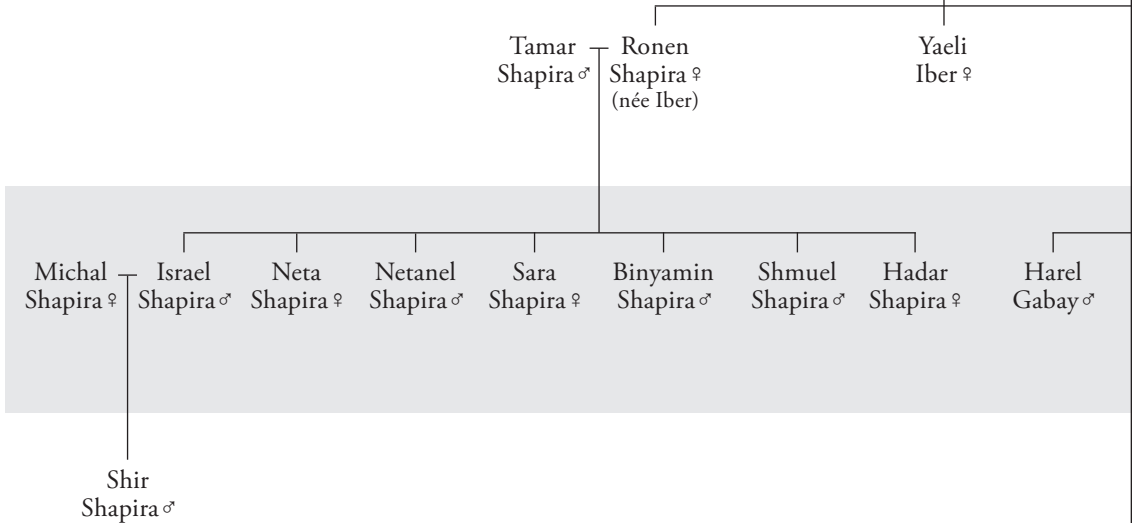 Tamar
Shapira♂
Ronen
Shapira♀
(née Iber)
Yaeli
Iber♀
Michal
Shapira♀
Israel
Shapira♂
Neta
Shapira♀
Netanel
Shapira♂
Sara
Shapira♀
Binyamin
Shapira♂
Shmuel
Shapira♂
Hadar
Shapira♀
Harel
Gabay♂
Shir
Shapira♂